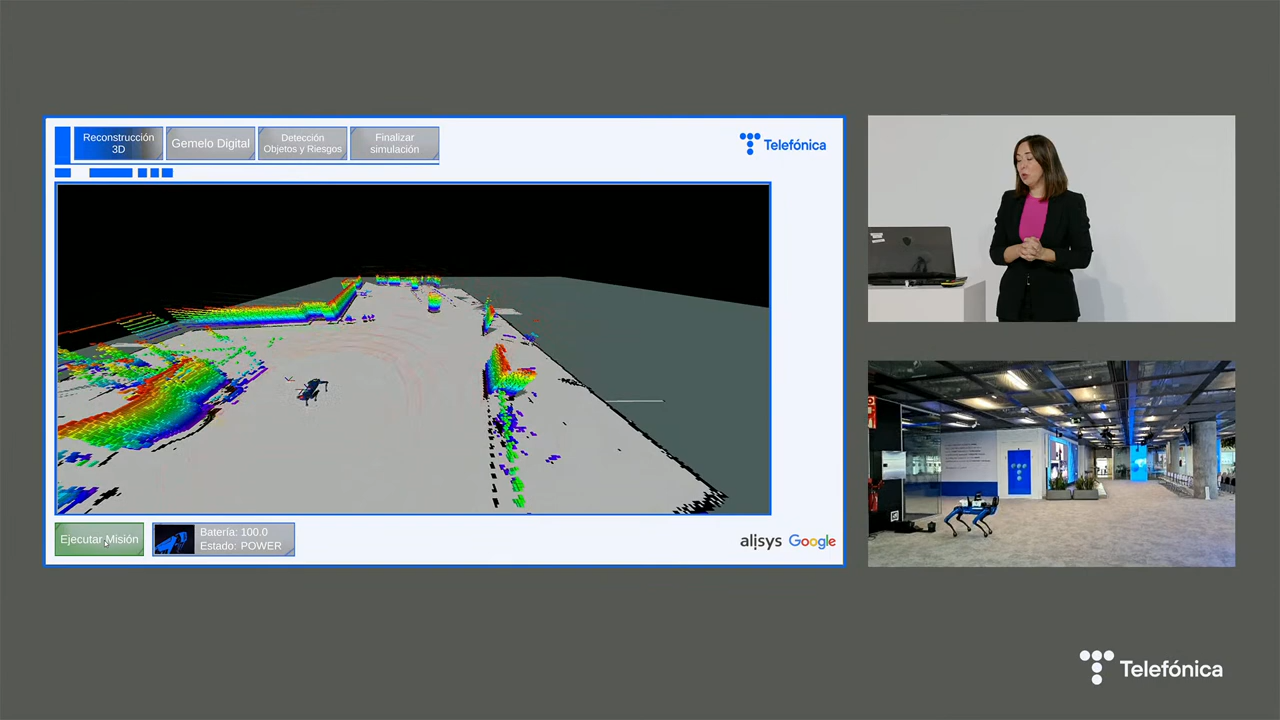 Reconstrucción
3D
Gemelo Digital
Detección
Objetos y Riesgos
Finalizar
simulación
Telefónica
Ejecutar Misión
Batería: 100.0
Estado: POWER
alisys Google
Telefónica